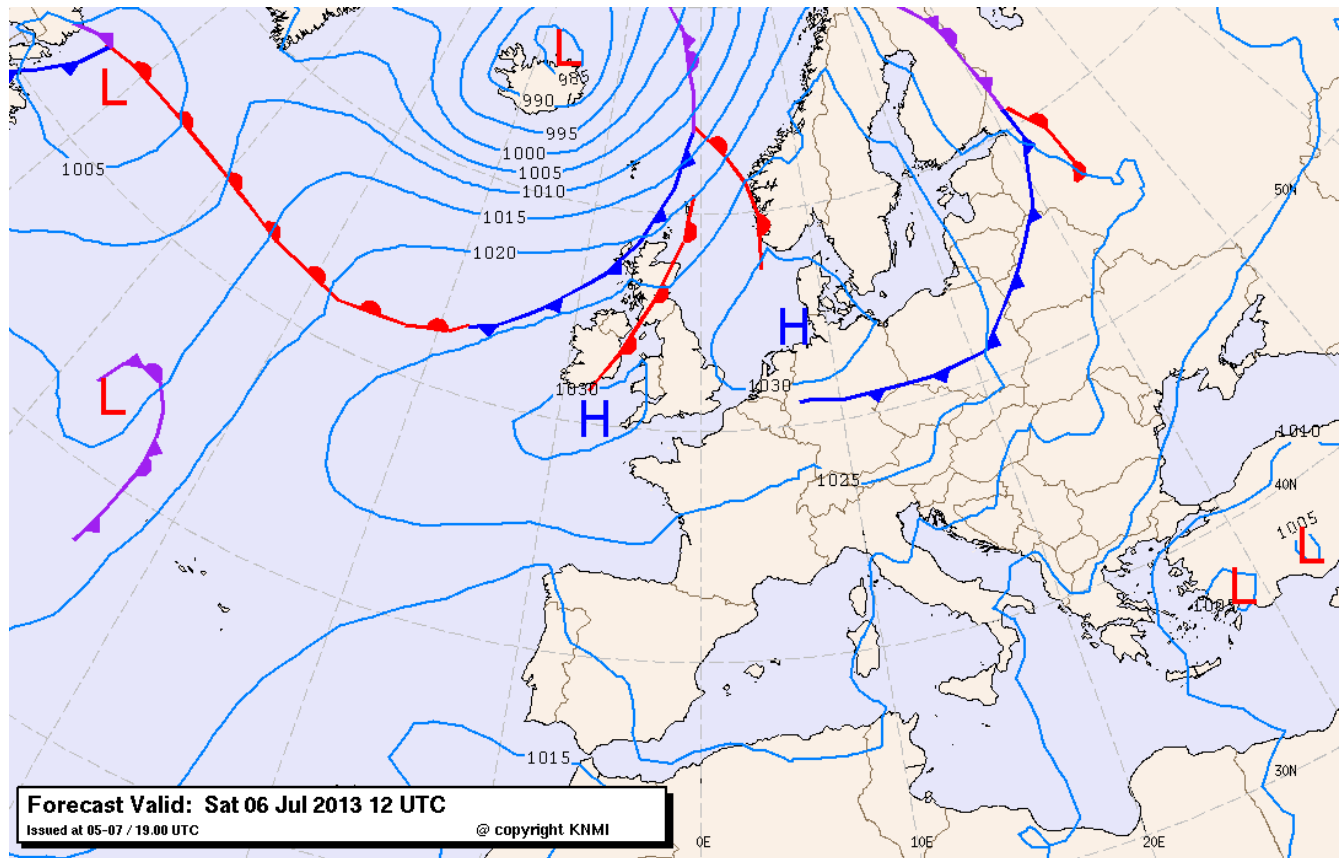 L
985
990
L
995
1000
1005
1005
1010
50N
1015
1020
H
1030
1030
L
H
1010
1025
40N
1005
L
L
1005
1015
30N
Forecast Valid: Sat 06 Jul 2013 12 UTC
Issued at 05-07 / 19.00 UTC @ copyright KNMI
0E
10E
20E